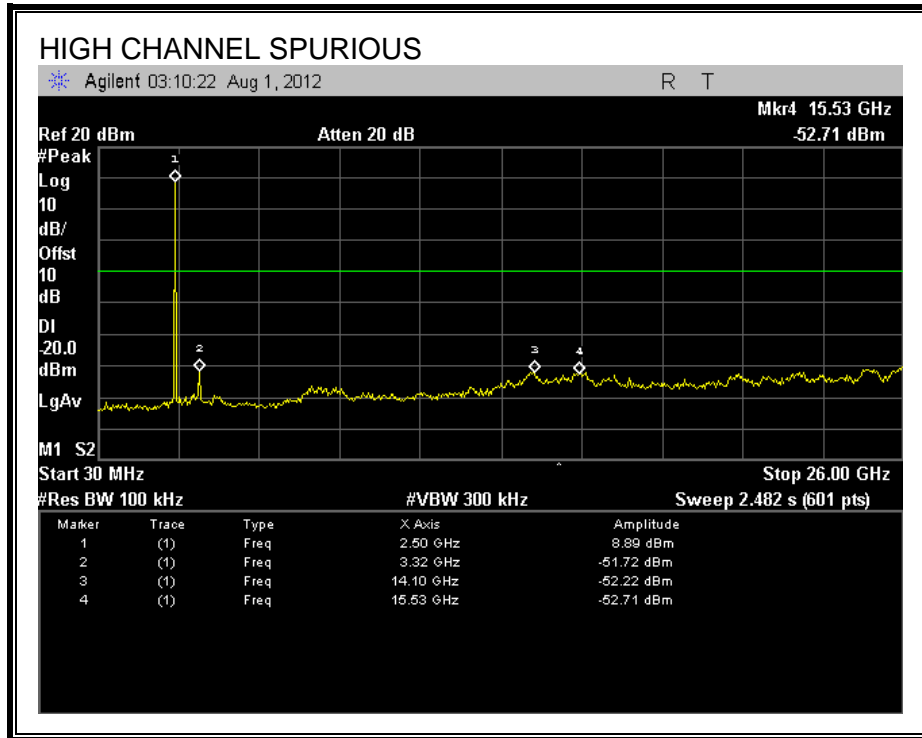 HIGH CHANNEL SPURIOUS
Agilent 03:10:22 Aug 1, 2012 R T
Mkr4 15.53 GHz
Ref 20 dBm Atten 20 dB -52.71 dBm
#Peak
Log
10
dB/
Offst
10
dB
DI
-20.0
dBm
LgAv
M1 S2
1
2
3
4
Start 30 MHz Stop 26.00 GHz
#Res BW 100 kHz #VBW 300 kHz Sweep 2.482 s (601 pts)
Marker Trace Type X Axis Amplitude
1 (1) Freq 2.50 GHz 8.89 dBm
2 (1) Freq 3.32 GHz -51.72 dBm
3 (1) Freq 14.10 GHz -52.22 dBm
4 (1) Freq 15.53 GHz -52.71 dBm